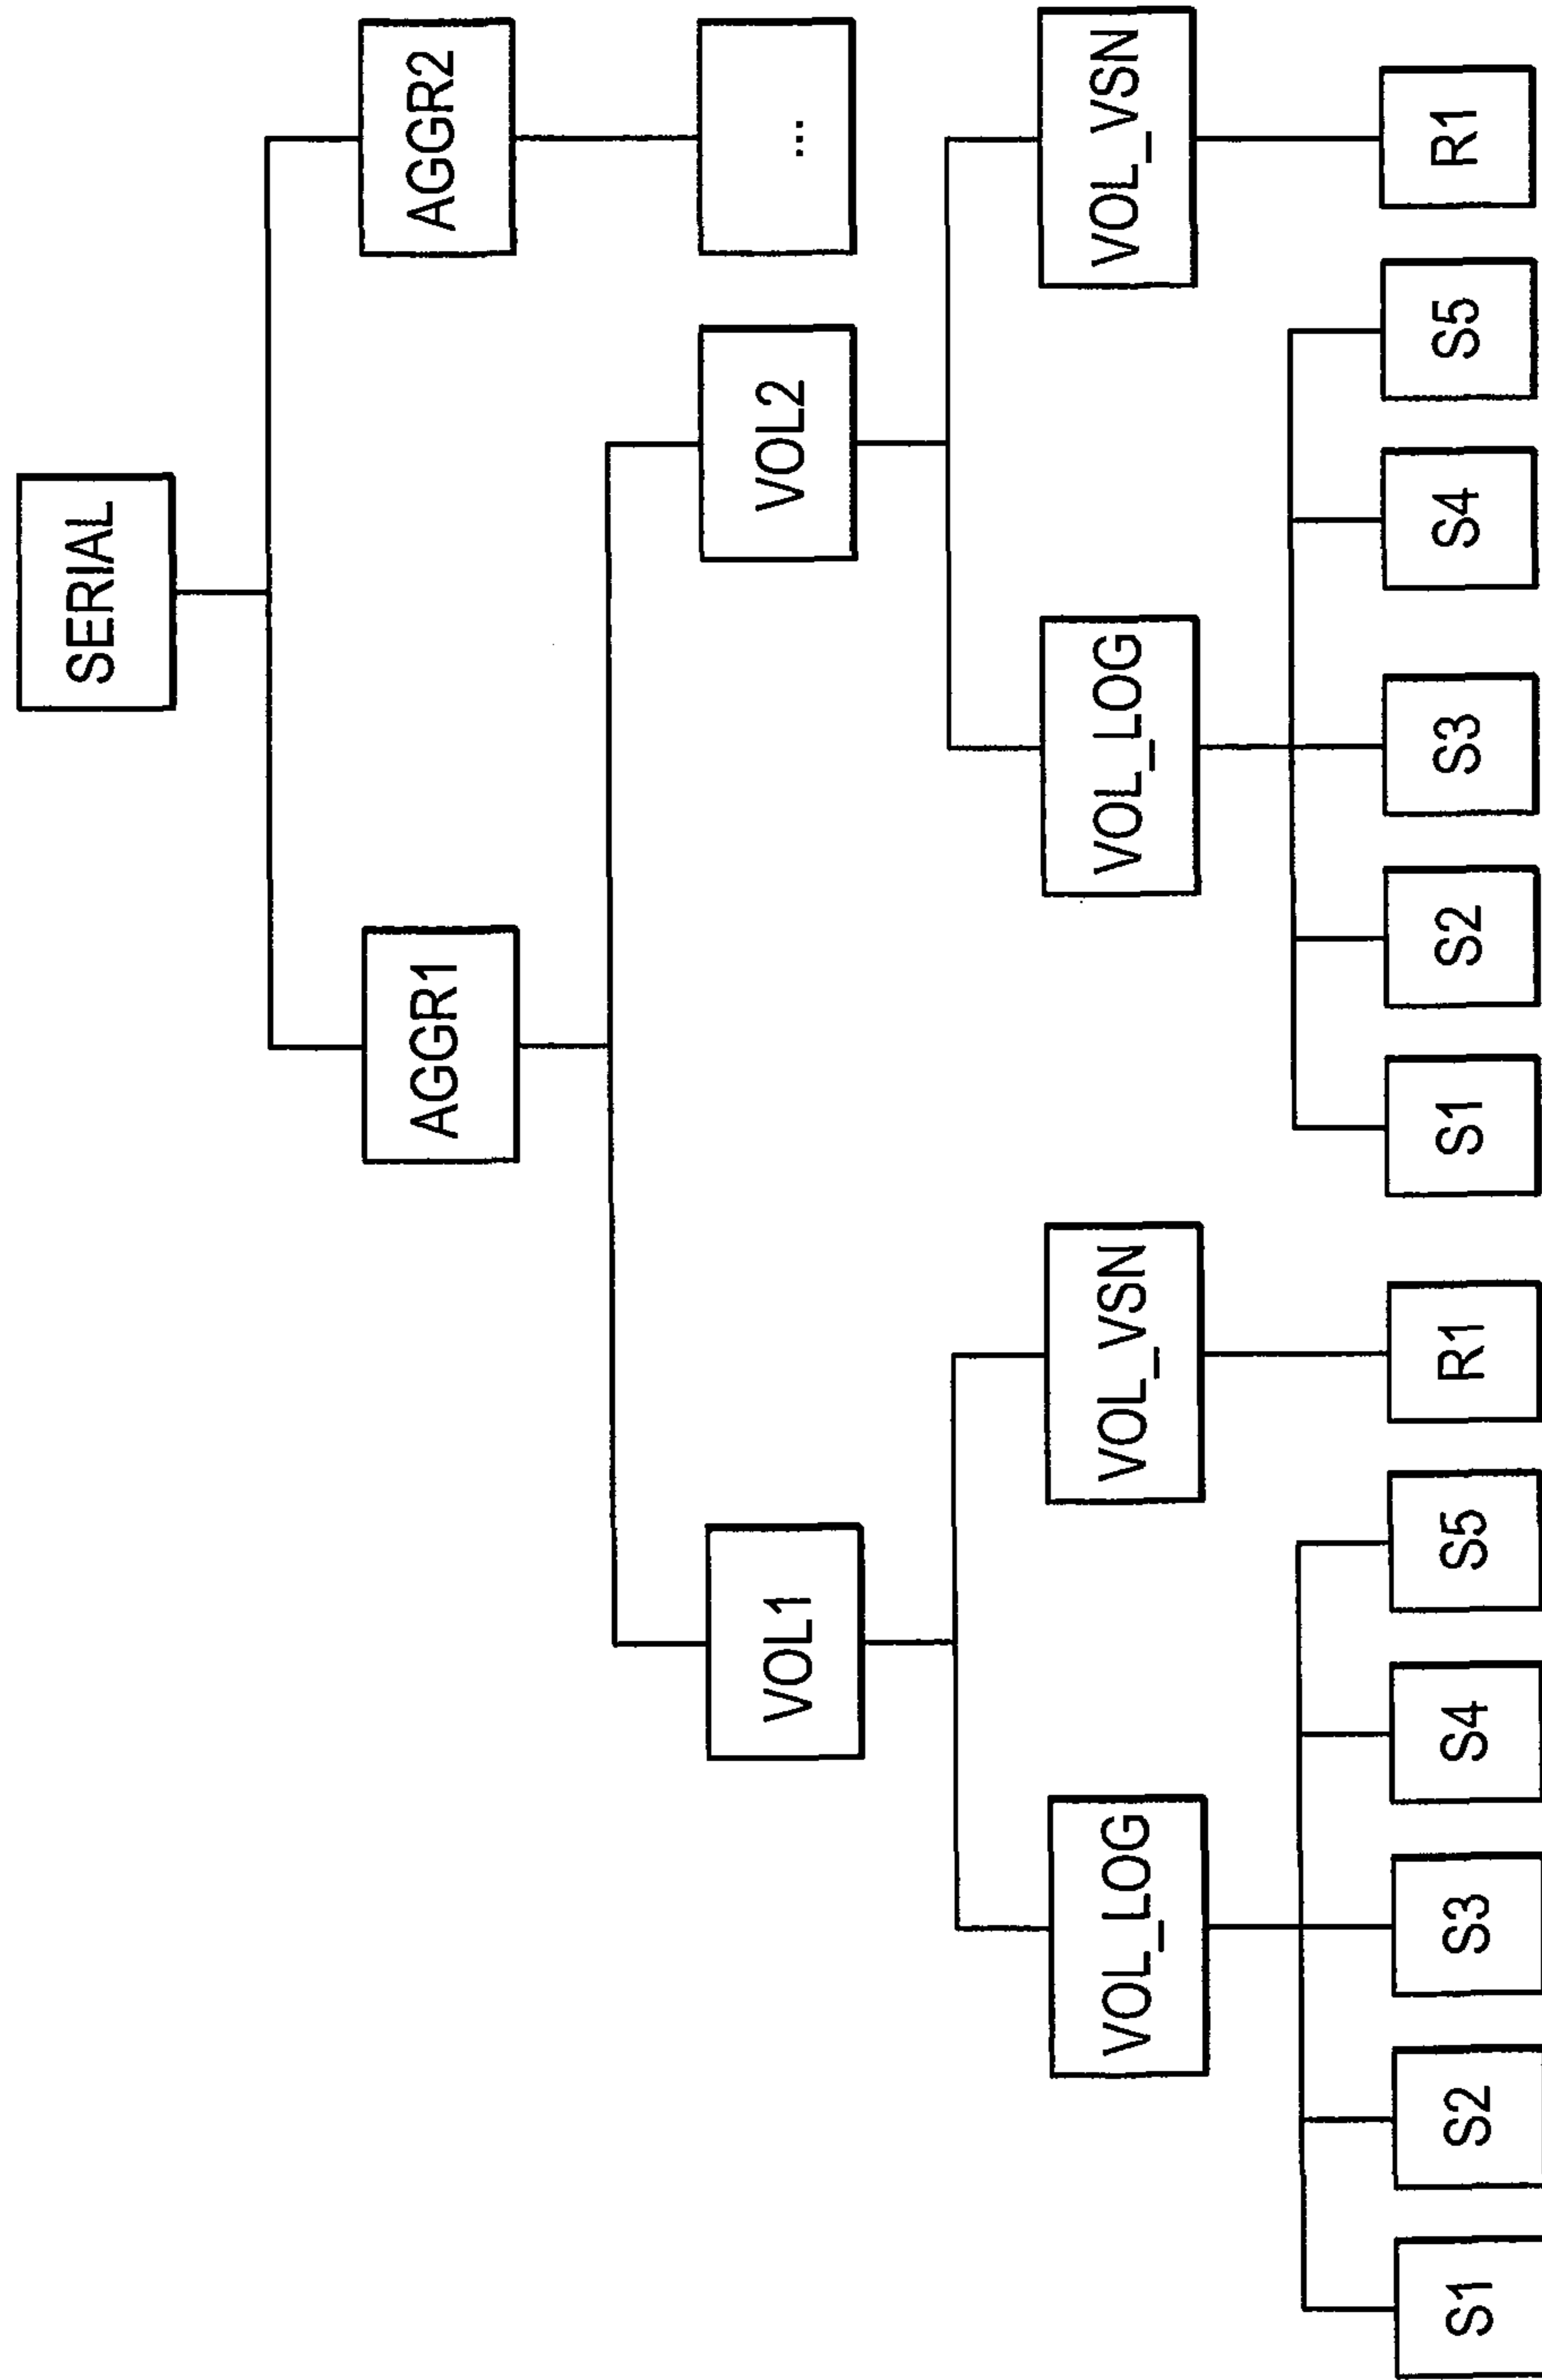 SERIAL
AGGR1
AGGR2
VOL1
VOL2
...
VOL_LOG
VOL_VSN
VOL_LOG
VOL_VSN
S1
S2
S3
S4
S5
R1
S1
S2
S3
S4
S5
R1